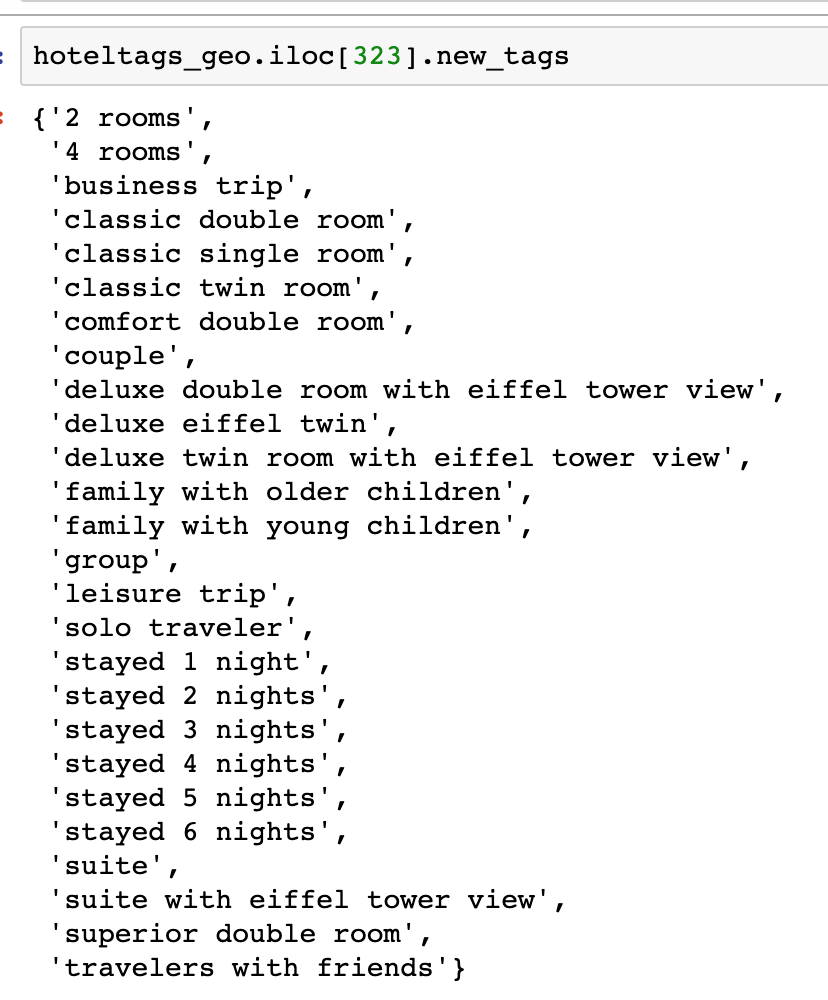 hoteltags_geo.iloc[323].new_tags
{'2 rooms',
'4 rooms',
'business trip',
'classic double room',
'classic single room',
'classic twin room',
'comfort double room',
'couple',
'deluxe double room with eiffel tower view',
'deluxe eiffel twin',
'deluxe twin room with eiffel tower view',
'family with older children',
'family with young children',
'group',
'leisure trip',
'solo traveler',
'stayed 1 night',
'stayed 2 nights',
'stayed 3 nights',
'stayed 4 nights',
'stayed 5 nights',
'stayed 6 nights',
'suite',
'suite with eiffel tower view',
'superior double room',
'travelers with friends'}